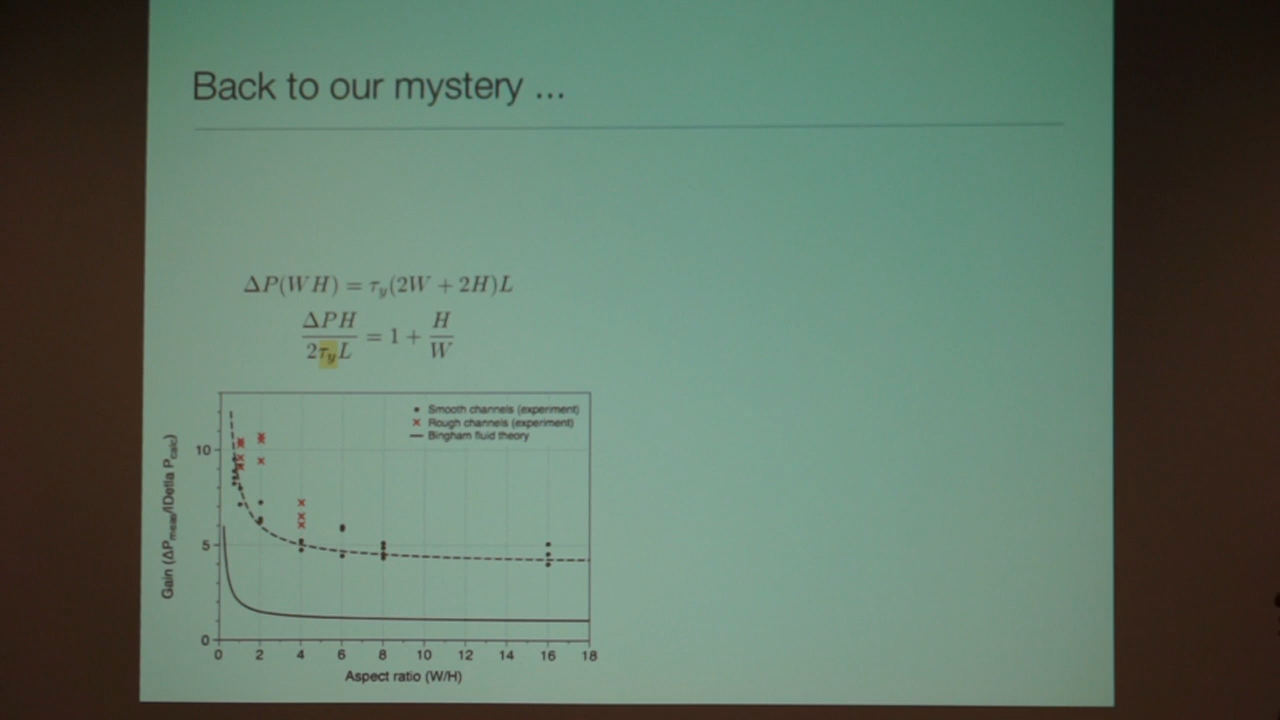 Back to our mystery ...
ΔP(WH) = τy(2W + 2H)L
ΔPH / 2τyL = 1 + H / W
Smooth channels (experiment)
Rough channels (experiment)
Bingham fluid theory
Gain (ΔPmeas/lDetla Pcalc)
10
5
0
0 2 4 6 8 10 12 14 16 18
Aspect ratio (W/H)